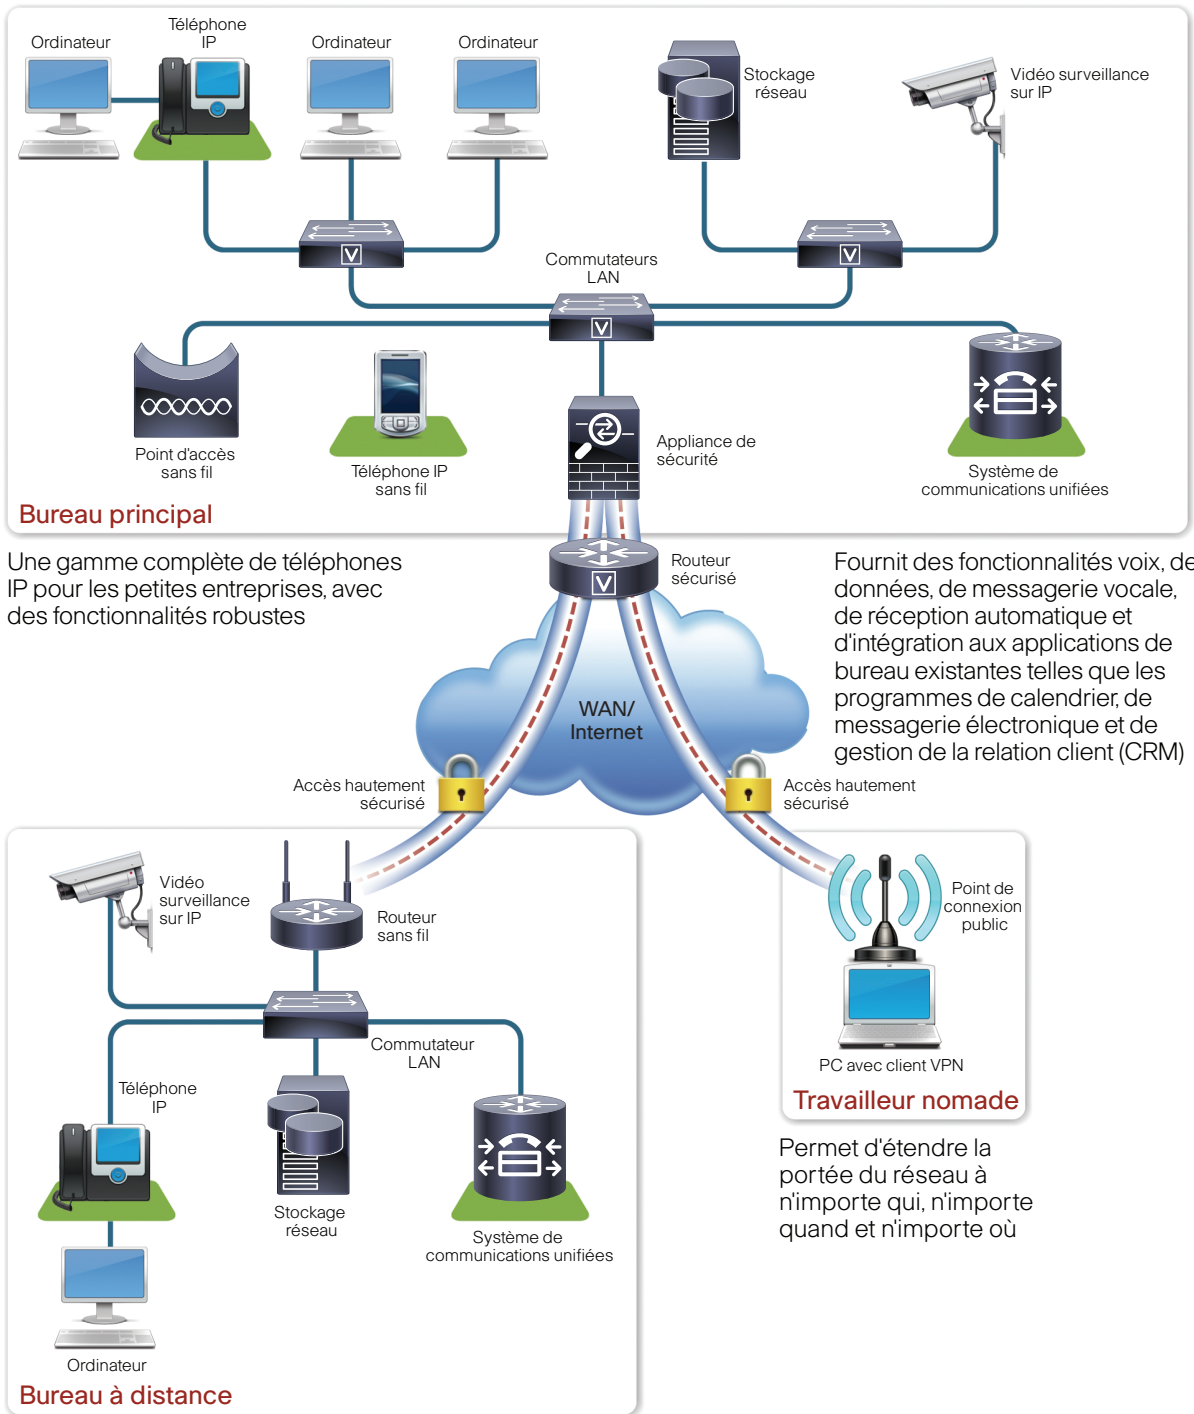 Ordinateur
Téléphone
IP
Ordinateur
Ordinateur
Stockage
réseau
Vidéo surveillance
sur IP
V
V
Commutateurs
LAN
V
Point d'accès
sans fil
Téléphone IP
sans fil
Appliance de
sécurité
Système de
communications unifiées
Bureau principal
Une gamme complète de téléphones
IP pour les petites entreprises, avec
des fonctionnalités robustes
Routeur
sécurisé
V
Fournit des fonctionnalités voix, de
données, de messagerie vocale,
de réception automatique et
d'intégration aux applications de
bureau existantes telles que les
programmes de calendrier, de
messagerie électronique et de
gestion de la relation client (CRM)
WAN/
Internet
Accès hautement
sécurisé
Accès hautement
sécurisé
Vidéo
surveillance
sur IP
Routeur
sans fil
Point de
connexion
public
Commutateur
LAN
PC avec client VPN
Travailleur nomade
Téléphone
IP
Permet d'étendre la
portée du réseau à
n'importe qui, n'importe
quand et n'importe où
Stockage
réseau
Système de
communications unifiées
Ordinateur
Bureau à distance